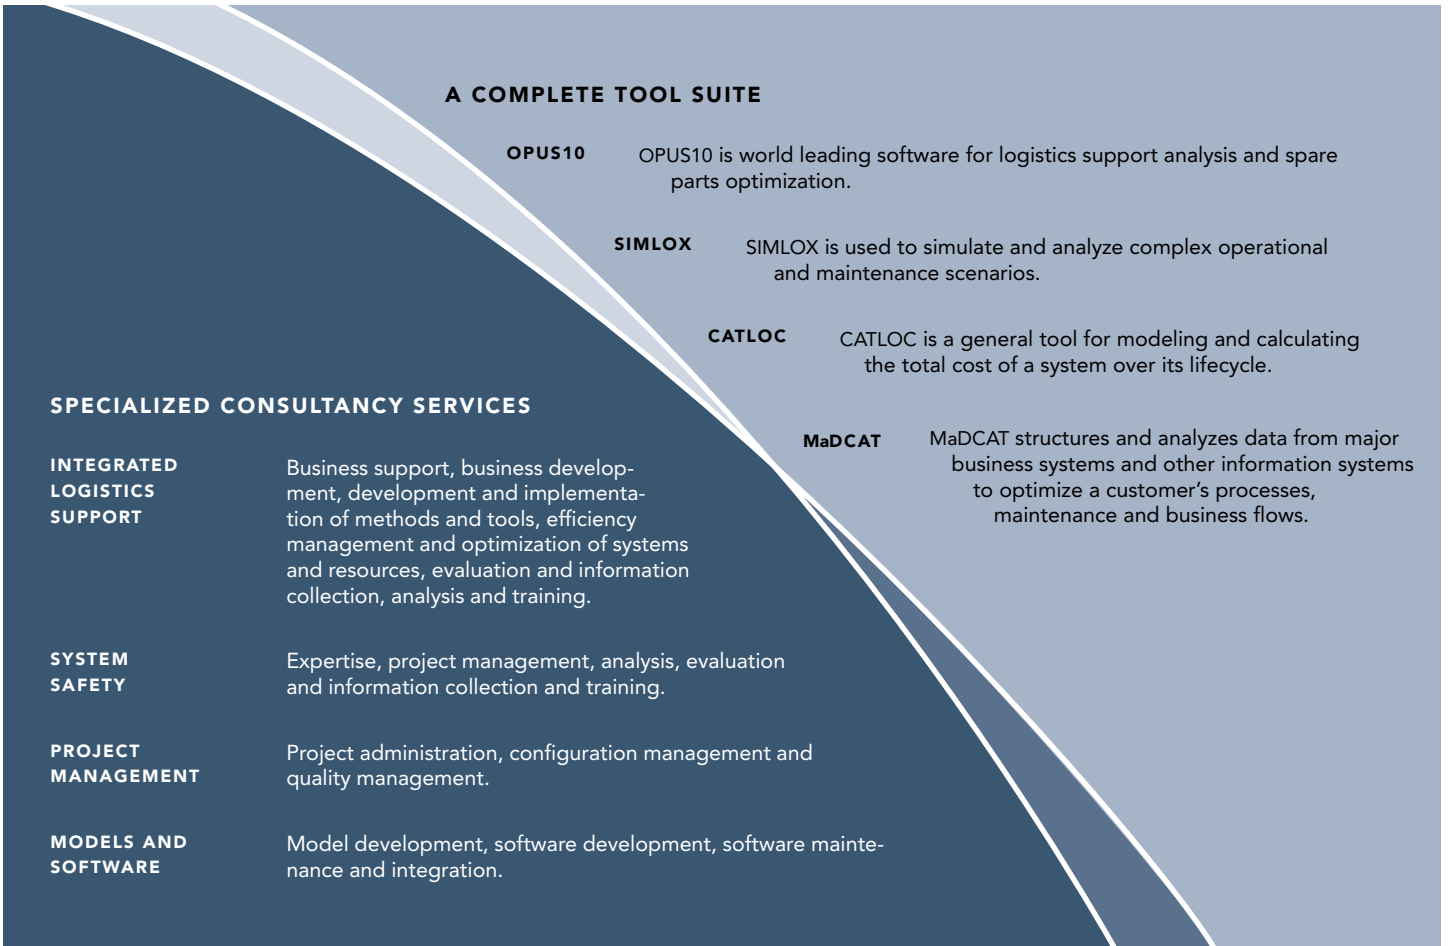 A COMPLETE TOOL SUITE
OPUS10
OPUS10 is world leading software for logistics support analysis and spare
parts optimization.
SIMLOX
SIMLOX is used to simulate and analyze complex operational
and maintenance scenarios.
CATLOC
CATLOC is a general tool for modeling and calculating
the total cost of a system over its lifecycle.
MaDCAT
MaDCAT structures and analyzes data from major
business systems and other information systems
to optimize a customer’s processes,
maintenance and business flows.
SPECIALIZED CONSULTANCY SERVICES
INTEGRATED
LOGISTICS
SUPPORT
Business support, business develop-
ment, development and implementa-
tion of methods and tools, efficiency
management and optimization of systems
and resources, evaluation and information
collection, analysis and training.
SYSTEM
SAFETY
Expertise, project management, analysis, evaluation
and information collection and training.
PROJECT
MANAGEMENT
Project administration, configuration management and
quality management.
MODELS AND
SOFTWARE
Model development, software development, software mainte-
nance and integration.